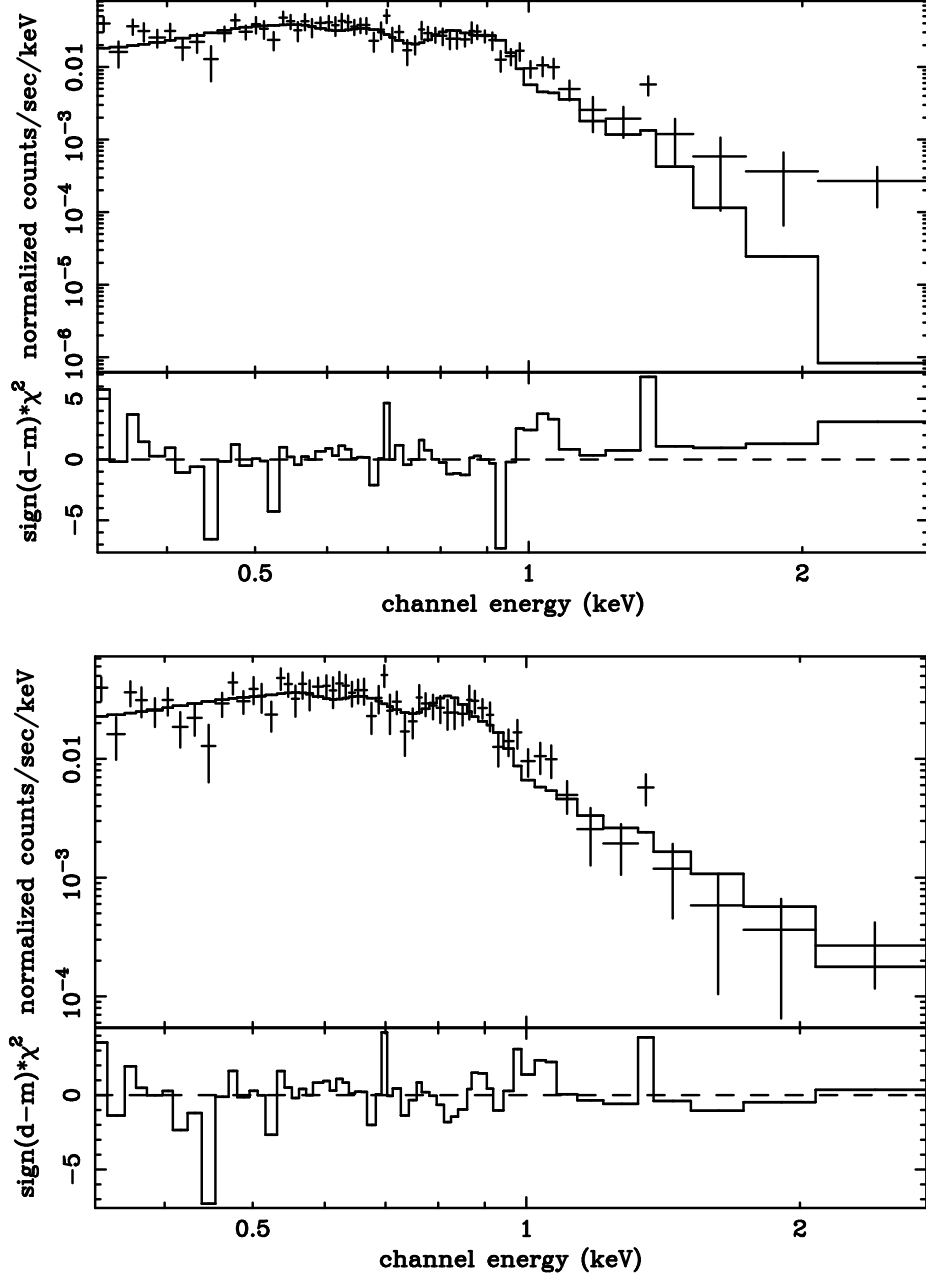 normalized counts/sec/keV
0.01
10⁻³
10⁻⁴
10⁻⁵
10⁻⁶
sign(d−m)*χ²
5
0
−5
0.5 1 2
channel energy (keV)
normalized counts/sec/keV
0.01
10⁻³
10⁻⁴
sign(d−m)*χ²
0
−5
0.5 1 2
channel energy (keV)